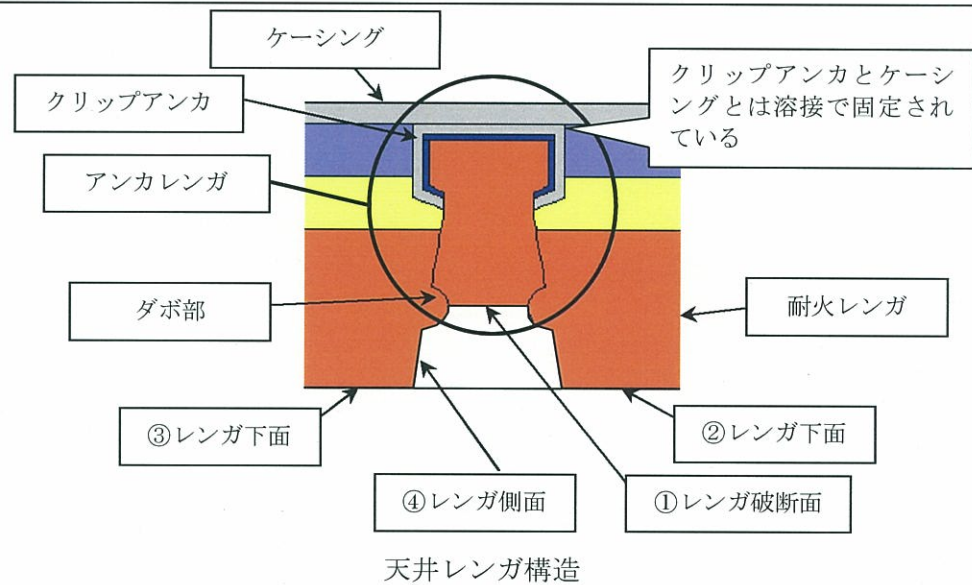 ケーシング
クリップアンカ
クリップアンカとケーシ
ングとは溶接で固定され
ている
アンカレンガ
ダボ部
耐火レンガ
③レンガ下面
②レンガ下面
④レンガ側面
①レンガ破断面
天井レンガ構造